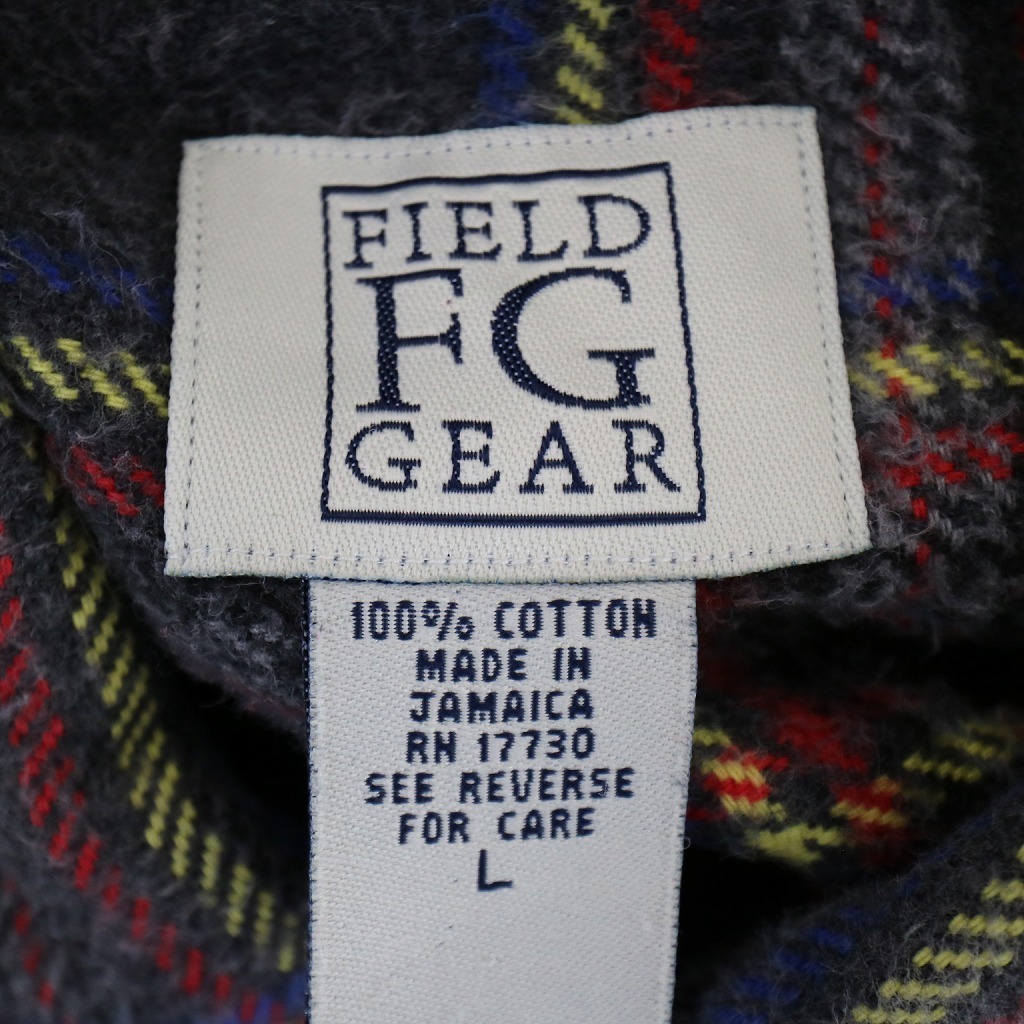 FIELD
FG
GEAR
100% COTTON
MADE IN
JAMAICA
RN 17730
SEE REVERSE
FOR CARE
L